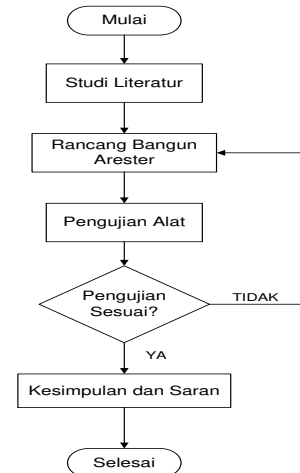 Mulai
Studi Literatur
Rancang Bangun
Arester
Pengujian Alat
Pengujian
Sesuai?
TIDAK
YA
Kesimpulan dan Saran
Selesai